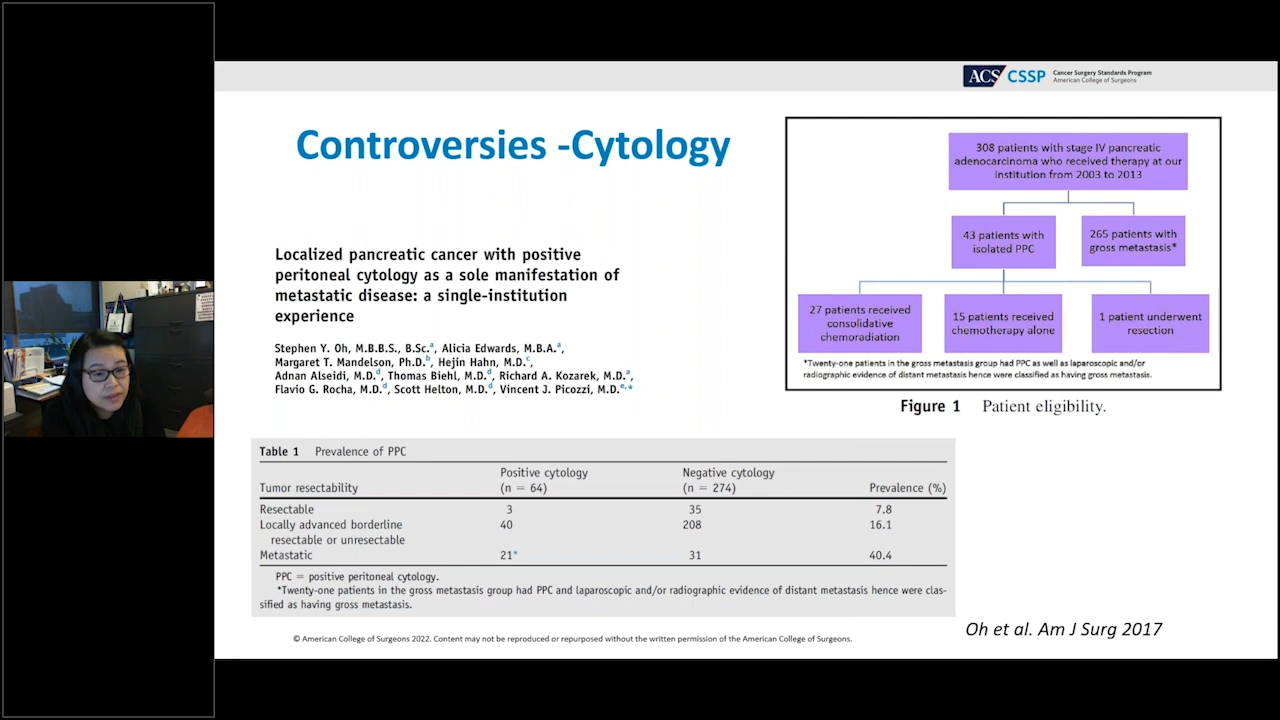 ACS CSSP Cancer Surgery Standards Program
American College of Surgeons
Controversies -Cytology
Localized pancreatic cancer with positive
peritoneal cytology as a sole manifestation of
metastatic disease: a single-institution
experience
Stephen Y. Oh, M.B.B.S., B.Sc.a, Alicia Edwards, M.B.A.a,
Margaret T. Mandelson, Ph.D.b, Hejin Hahn, M.D.c,
Adnan Alseidi, M.D.d, Thomas Biehl, M.D.d, Richard A. Kozarek, M.D.a,
Flavio G. Rocha, M.D.d, Scott Helton, M.D.d, Vincent J. Picozzi, M.D.e,*
308 patients with stage IV pancreatic
adenocarcinoma who received therapy at our
institution from 2003 to 2013
43 patients with
isolated PPC
265 patients with
gross metastasis*
27 patients received
consolidative
chemoradiation
15 patients received
chemotherapy alone
1 patient underwent
resection
*Twenty-one patients in the gross metastasis group had PPC as well as laparoscopic and/or
radiographic evidence of distant metastasis hence were classified as having gross metastasis.
Figure 1 Patient eligibility.
Table 1 Prevalence of PPC
Positive cytology Negative cytology
Tumor resectability (n = 64) (n = 274) Prevalence (%)
Resectable 3 35 7.8
Locally advanced borderline 40 208 16.1
resectable or unresectable
Metastatic 21* 31 40.4
PPC = positive peritoneal cytology.
*Twenty-one patients in the gross metastasis group had PPC and laparoscopic and/or radiographic evidence of distant metastasis hence were clas-
sified as having gross metastasis.
© American College of Surgeons 2022. Content may not be reproduced or repurposed without the written permission of the American College of Surgeons.
Oh et al. Am J Surg 2017